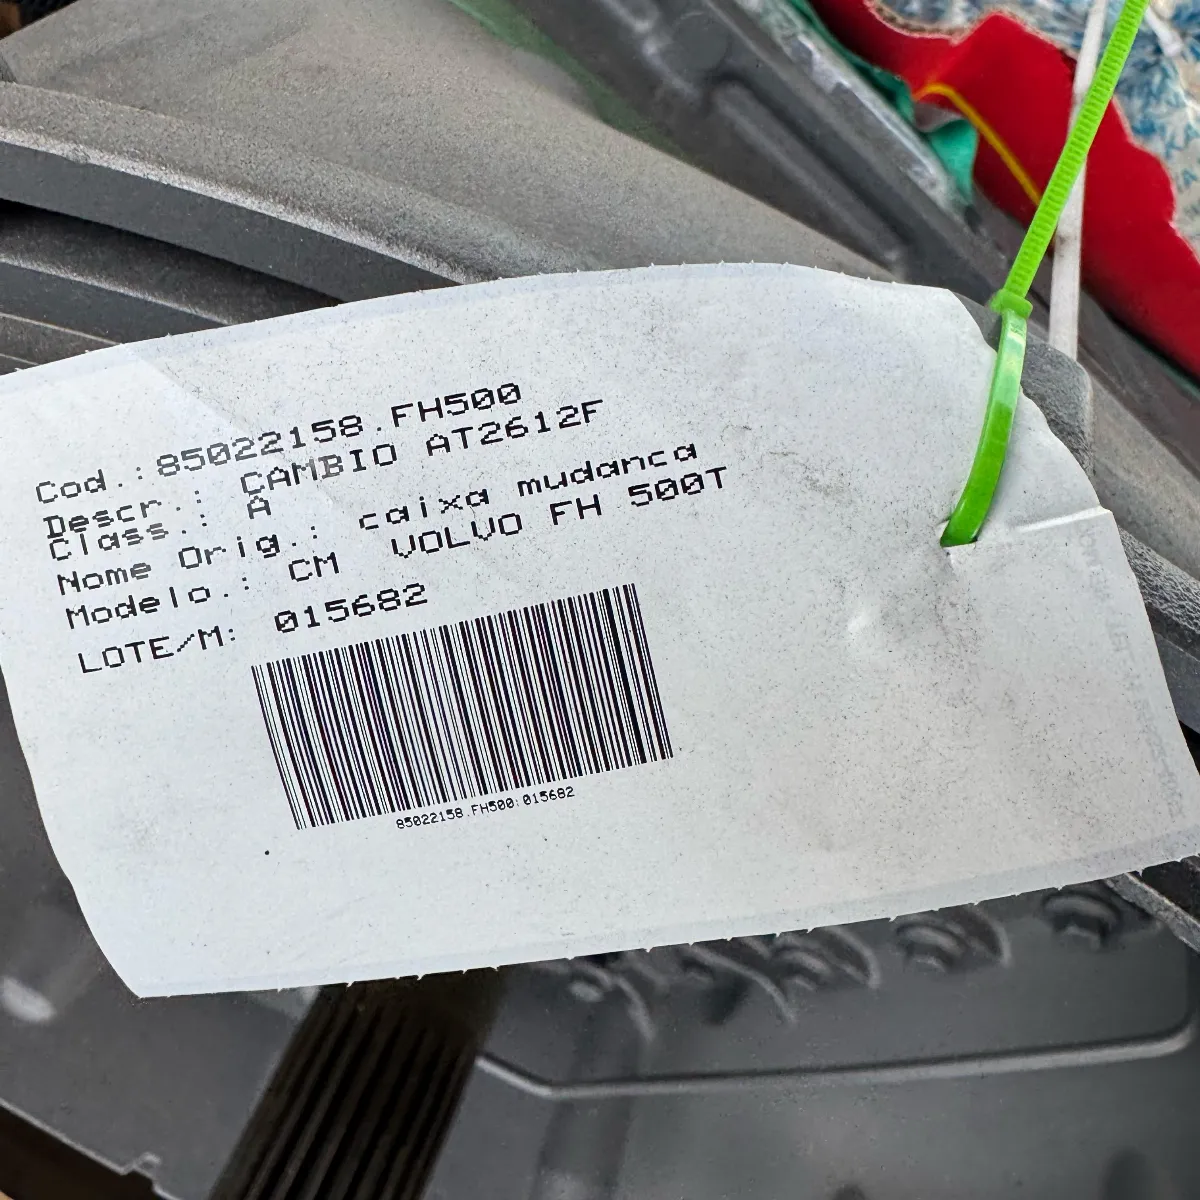 Cod.:85022158.FH500
Descr.: CAMBIO AT2612F
Class.: A
Nome Orig.: caixa mudanca
Modelo.: CM VOLVO FH 500T
LOTE/M: 015682
85022158.FH500:015682